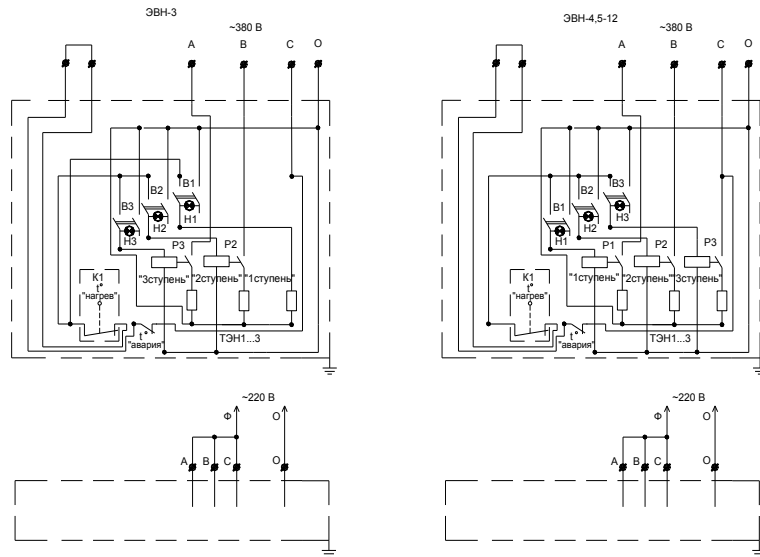 ЭВН-3
~380 В
А В С О
В1
В2
Н1
В3
Н2
Н3
Р3 Р2
"3ступень" "2ступень" "1ступень"
К1
t°
"нагрев"
t°
"авария"
ТЭН1...3
~220 В
Ф О
А В С О
ЭВН-4,5-12
~380 В
А В С О
В3
В2
Н3
В1
Н2
Н1
Р1 Р2 Р3
"1ступень" "2ступень" "3ступень"
К1
t°
"нагрев"
t°
"авария"
ТЭН1...3
~220 В
Ф О
А В С О